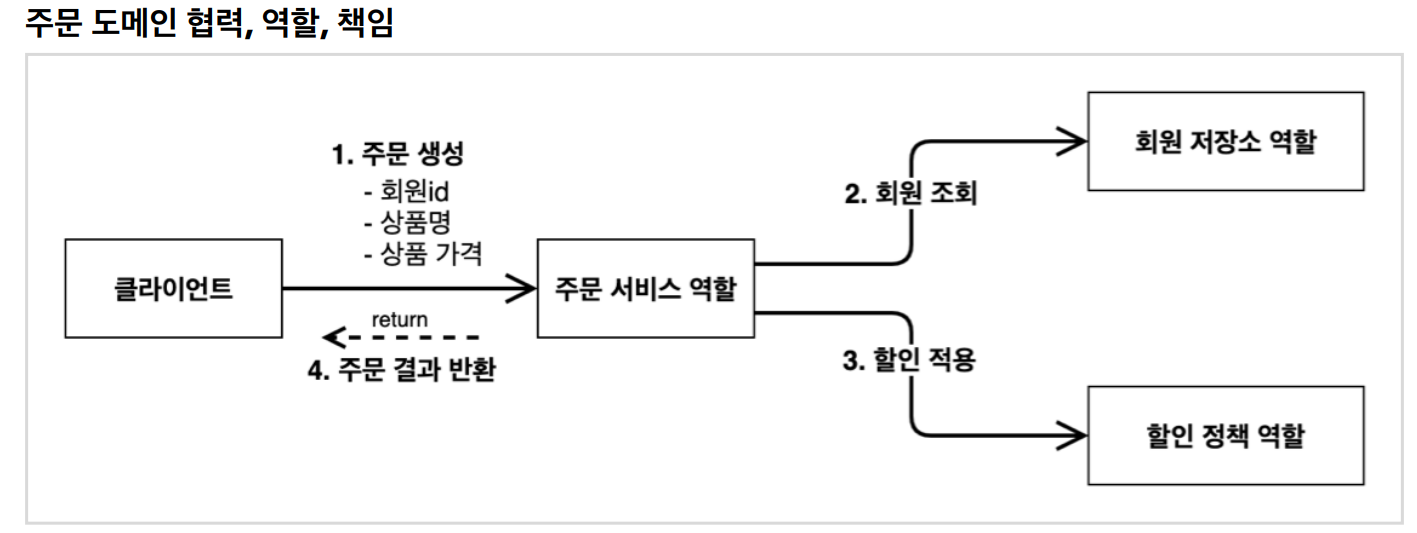 주문 도메인 협력, 역할, 책임
1. 주문 생성
- 회원id
- 상품명
- 상품 가격
클라이언트
return
4. 주문 결과 반환
주문 서비스 역할
2. 회원 조회
회원 저장소 역할
3. 할인 적용
할인 정책 역할